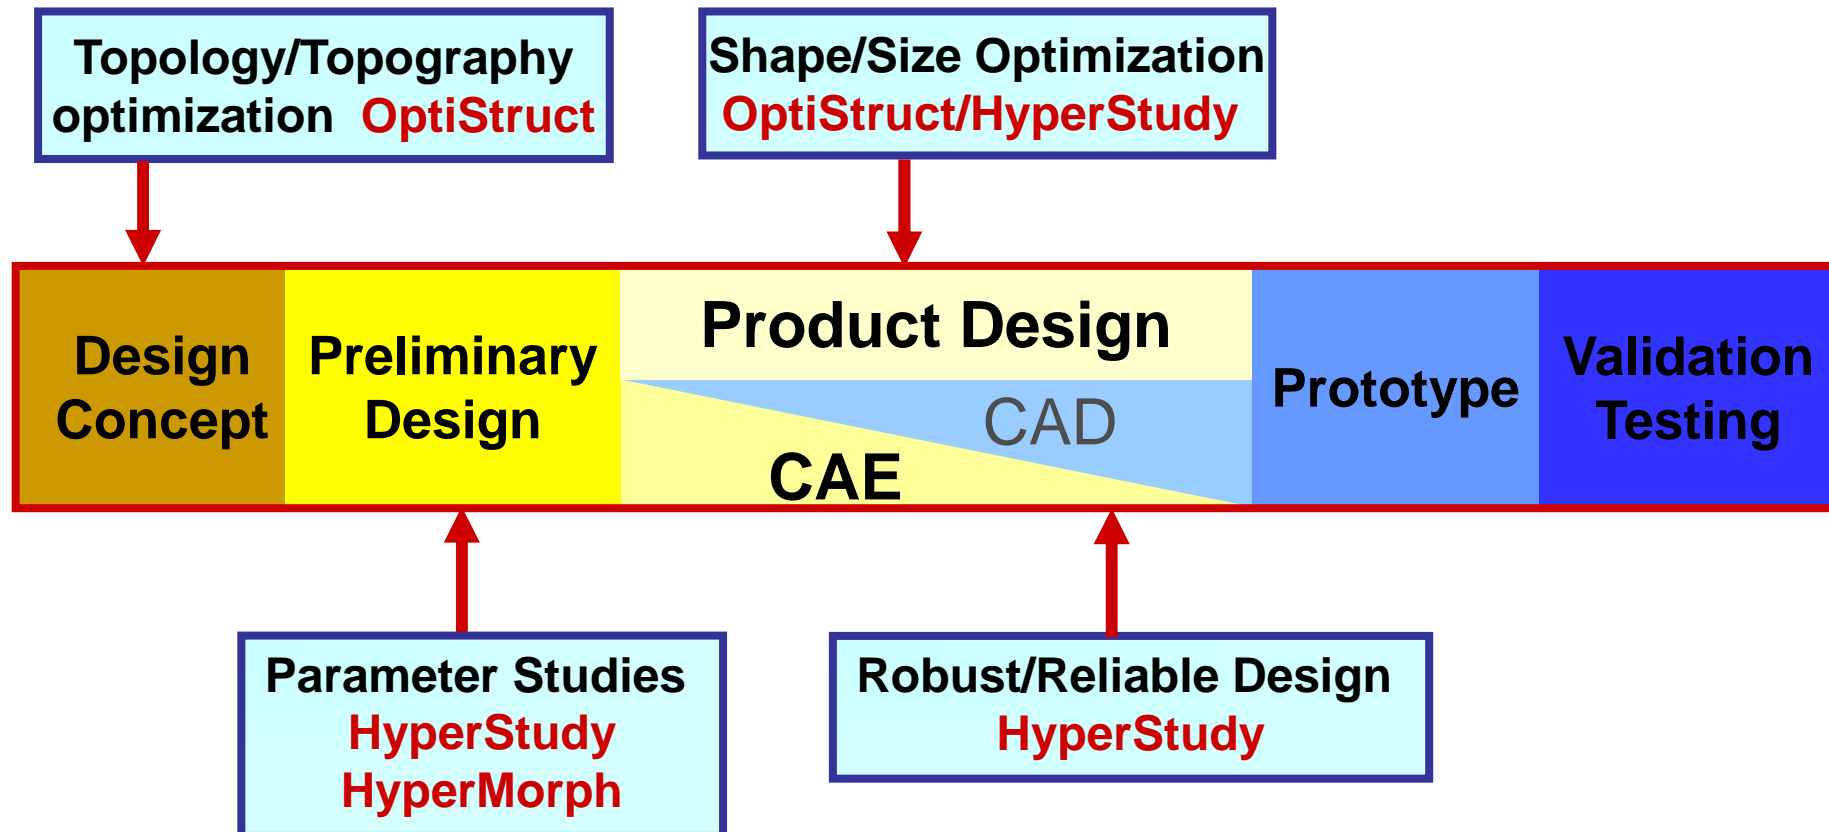 Topology/Topography
optimization OptiStruct
Shape/Size Optimization
OptiStruct/HyperStudy
Design
Concept
Preliminary
Design
Product Design
CAD
CAE
Prototype
Validation
Testing
Parameter Studies
HyperStudy
HyperMorph
Robust/Reliable Design
HyperStudy